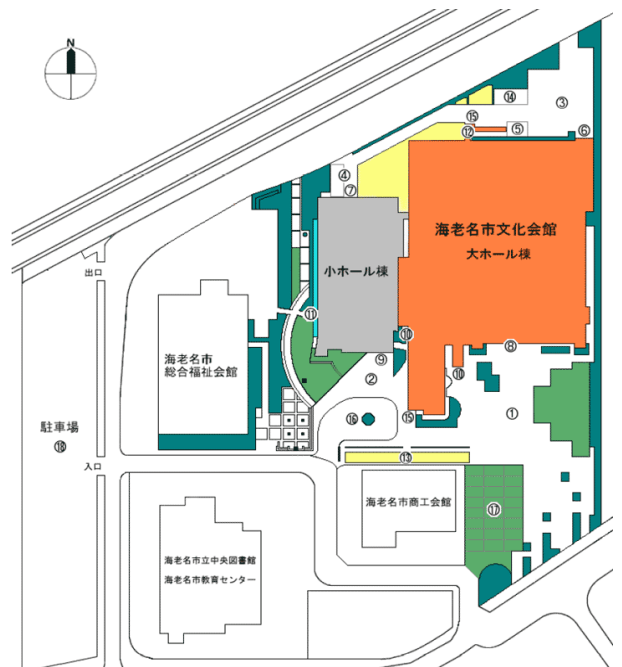 N
⑭
③
⑮
⑫
⑤
⑥
④
⑦
海老名市文化会館
大ホール棟
小ホール棟
出口
⑪
⑩
⑧
⑨
海老名市
総合福祉会館
②
⑩
①
⑯
⑮
駐車場
⑱
⑬
入口
海老名市商工会館
⑰
海老名市立中央図書館
海老名市教育センター